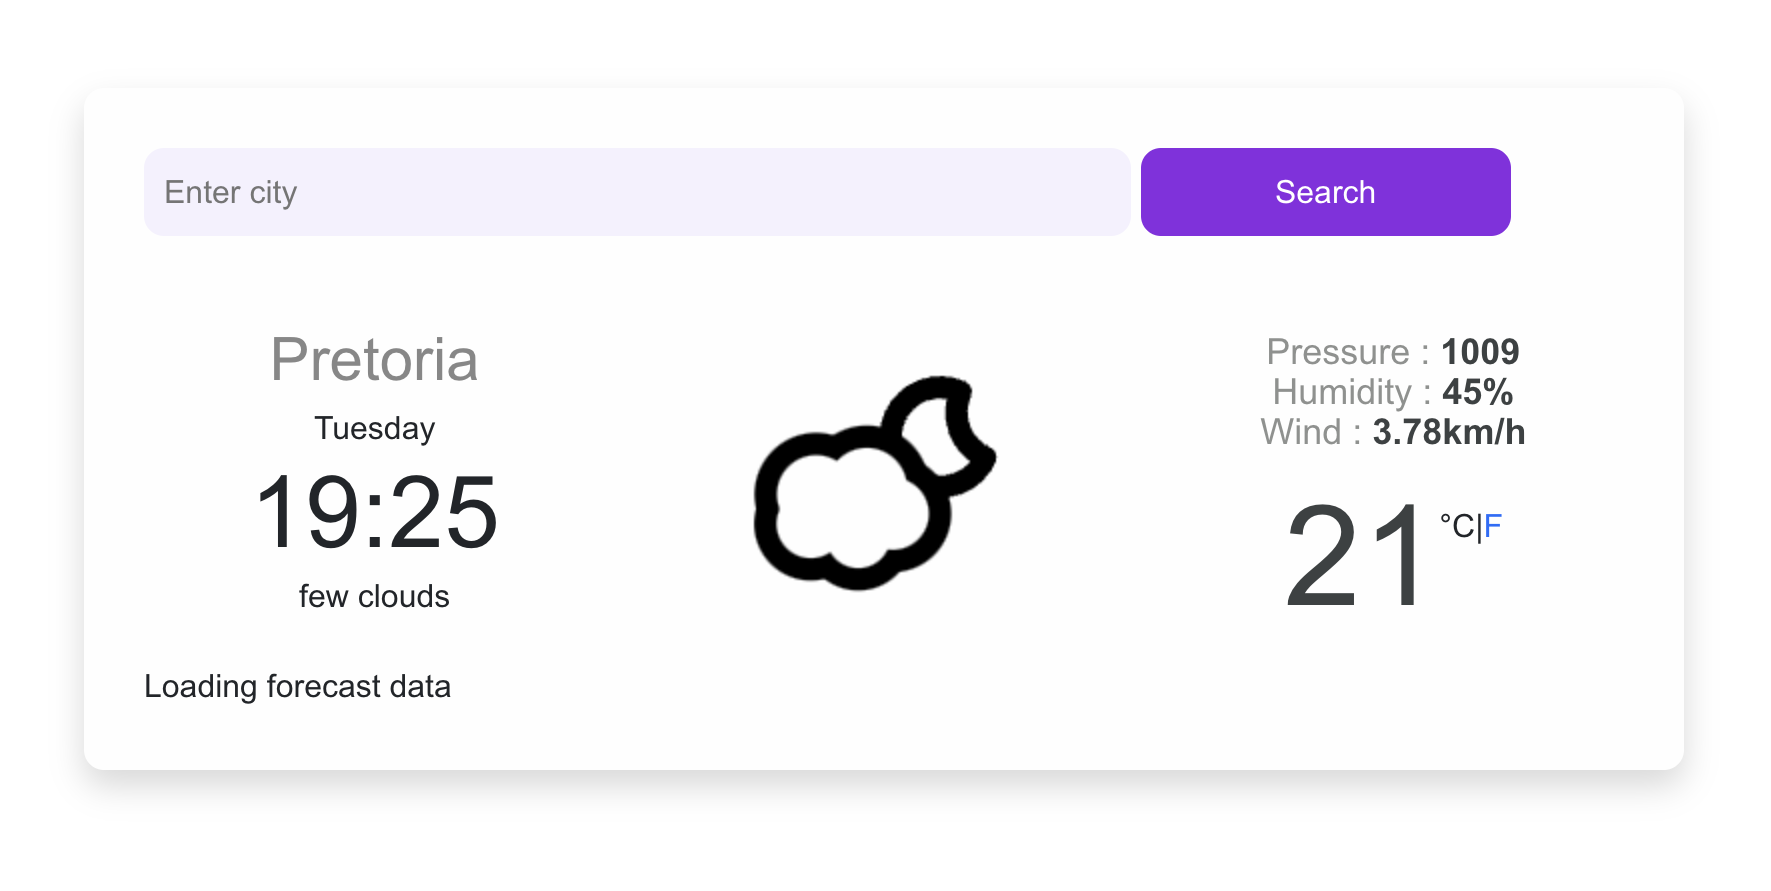 Enter city
Search
Pretoria
Tuesday
19:25
few clouds
Pressure : 1009
Humidity : 45%
Wind : 3.78km/h
21 °C|F
Loading forecast data